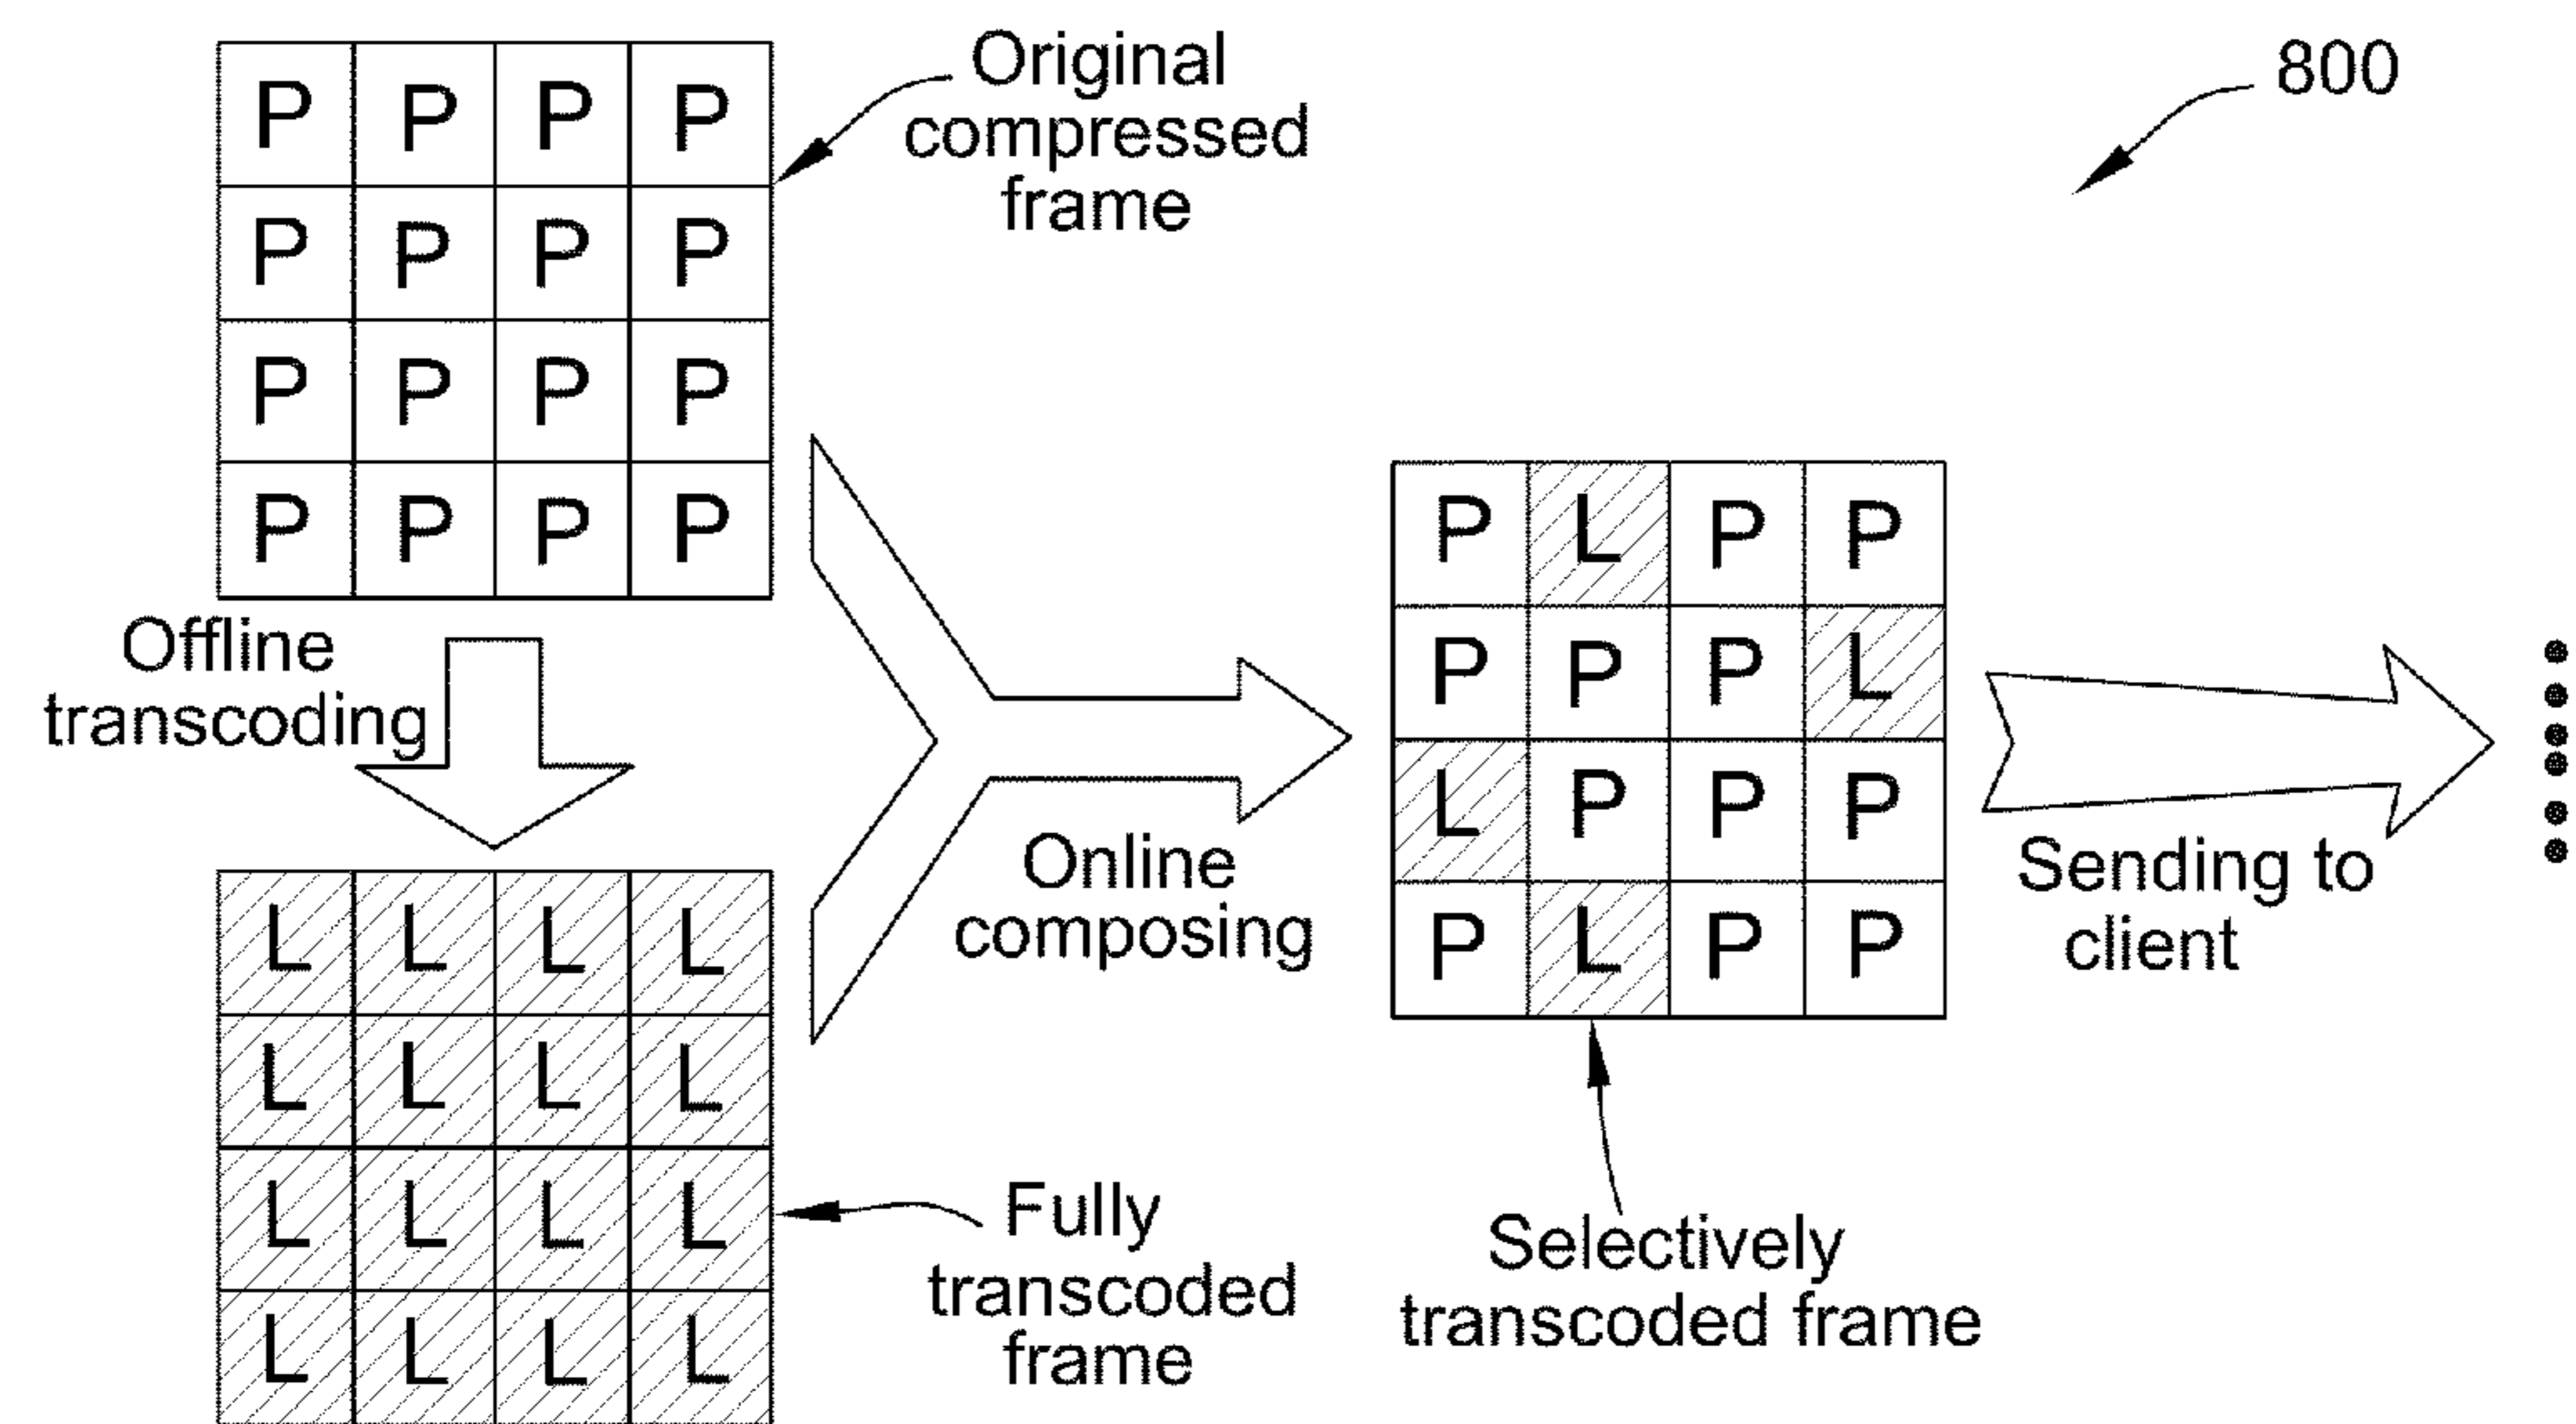 P P P P
P P P P
P P P P
P P P P
Original
compressed
frame
800
Offline
transcoding
L L L L
L L L L
L L L L
L L L L
Fully
transcoded
frame
Online
composing
P L P P
P P P L
L P P P
P L P P
Selectively
transcoded frame
Sending to
client